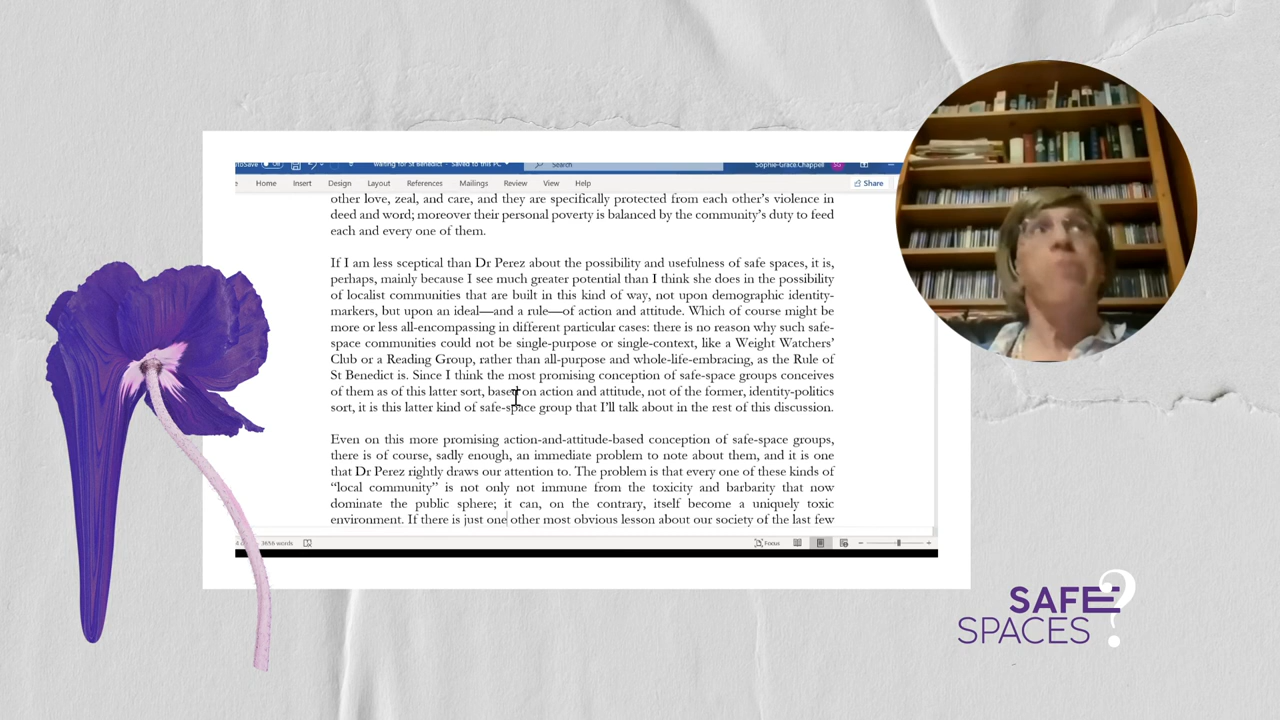 Waiting for St Benedict - Saved to this PC
Search
Sophie-Grace Chappell
SG
Home Insert Design Layout References Mailings Review View Help
Share
other love, zeal, and care, and they are specifically protected from each other’s violence in
deed and word; moreover their personal poverty is balanced by the community’s duty to feed
each and every one of them.
If I am less sceptical than Dr Perez about the possibility and usefulness of safe spaces, it is,
perhaps, mainly because I see much greater potential than I think she does in the possibility
of localist communities that are built in this kind of way, not upon demographic identity-
markers, but upon an ideal—and a rule—of action and attitude. Which of course might be
more or less all-encompassing in different particular cases: there is no reason why such safe-
space communities could not be single-purpose or single-context, like a Weight Watchers’
Club or a Reading Group, rather than all-purpose and whole-life-embracing, as the Rule of
St Benedict is. Since I think the most promising conception of safe-space groups conceives
of them as of this latter sort, based on action and attitude, not of the former, identity-politics
sort, it is this latter kind of safe-space group that I’ll talk about in the rest of this discussion.
Even on this more promising action-and-attitude-based conception of safe-space groups,
there is of course, sadly enough, an immediate problem to note about them, and it is one
that Dr Perez rightly draws our attention to. The problem is that every one of these kinds of
“local community” is not only not immune from the toxicity and barbarity that now
dominate the public sphere; it can, on the contrary, itself become a uniquely toxic
environment. If there is just one other most obvious lesson about our society of the last few
words
Focus
SAFE
SPACES?